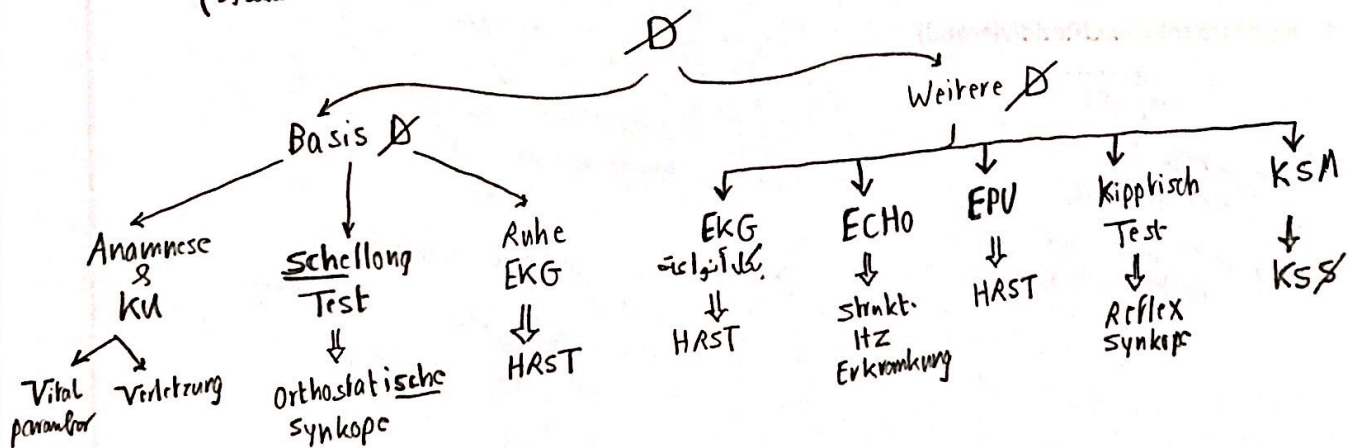 D
Basis D
Weitere D
Anamnese
&
KU
Vital
parameter
Verletzung
Schellong
Test
Orthostatische
Synkope
Ruhe
EKG
HRST
EKG
بكل أنواعه
HRST
ECHO
Strukt.
Hz
Erkrankung
EPU
HRST
Kipptisch
Test
Reflex
Synkope
KSM
KSS